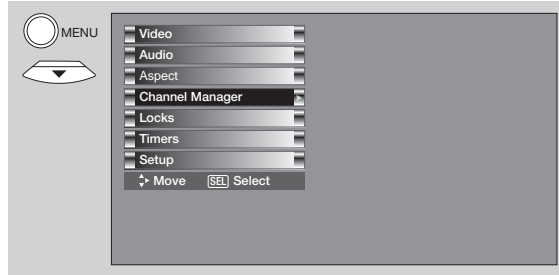 MENU
Video
Audio
Aspect
Channel Manager
Locks
Timers
Setup
Move SEL Select